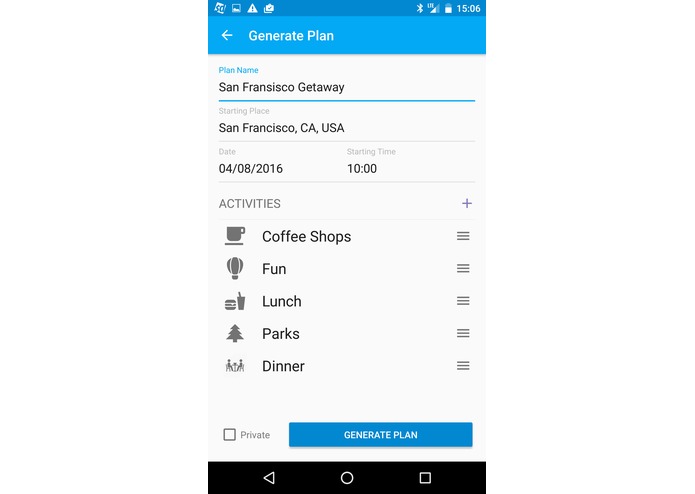 LTE 15:06
Generate Plan
Plan Name
San Fransisco Getaway
Starting Place
San Francisco, CA, USA
Date Starting Time
04/08/2016 10:00
ACTIVITIES +
Coffee Shops
Fun
Lunch
Parks
Dinner
Private GENERATE PLAN